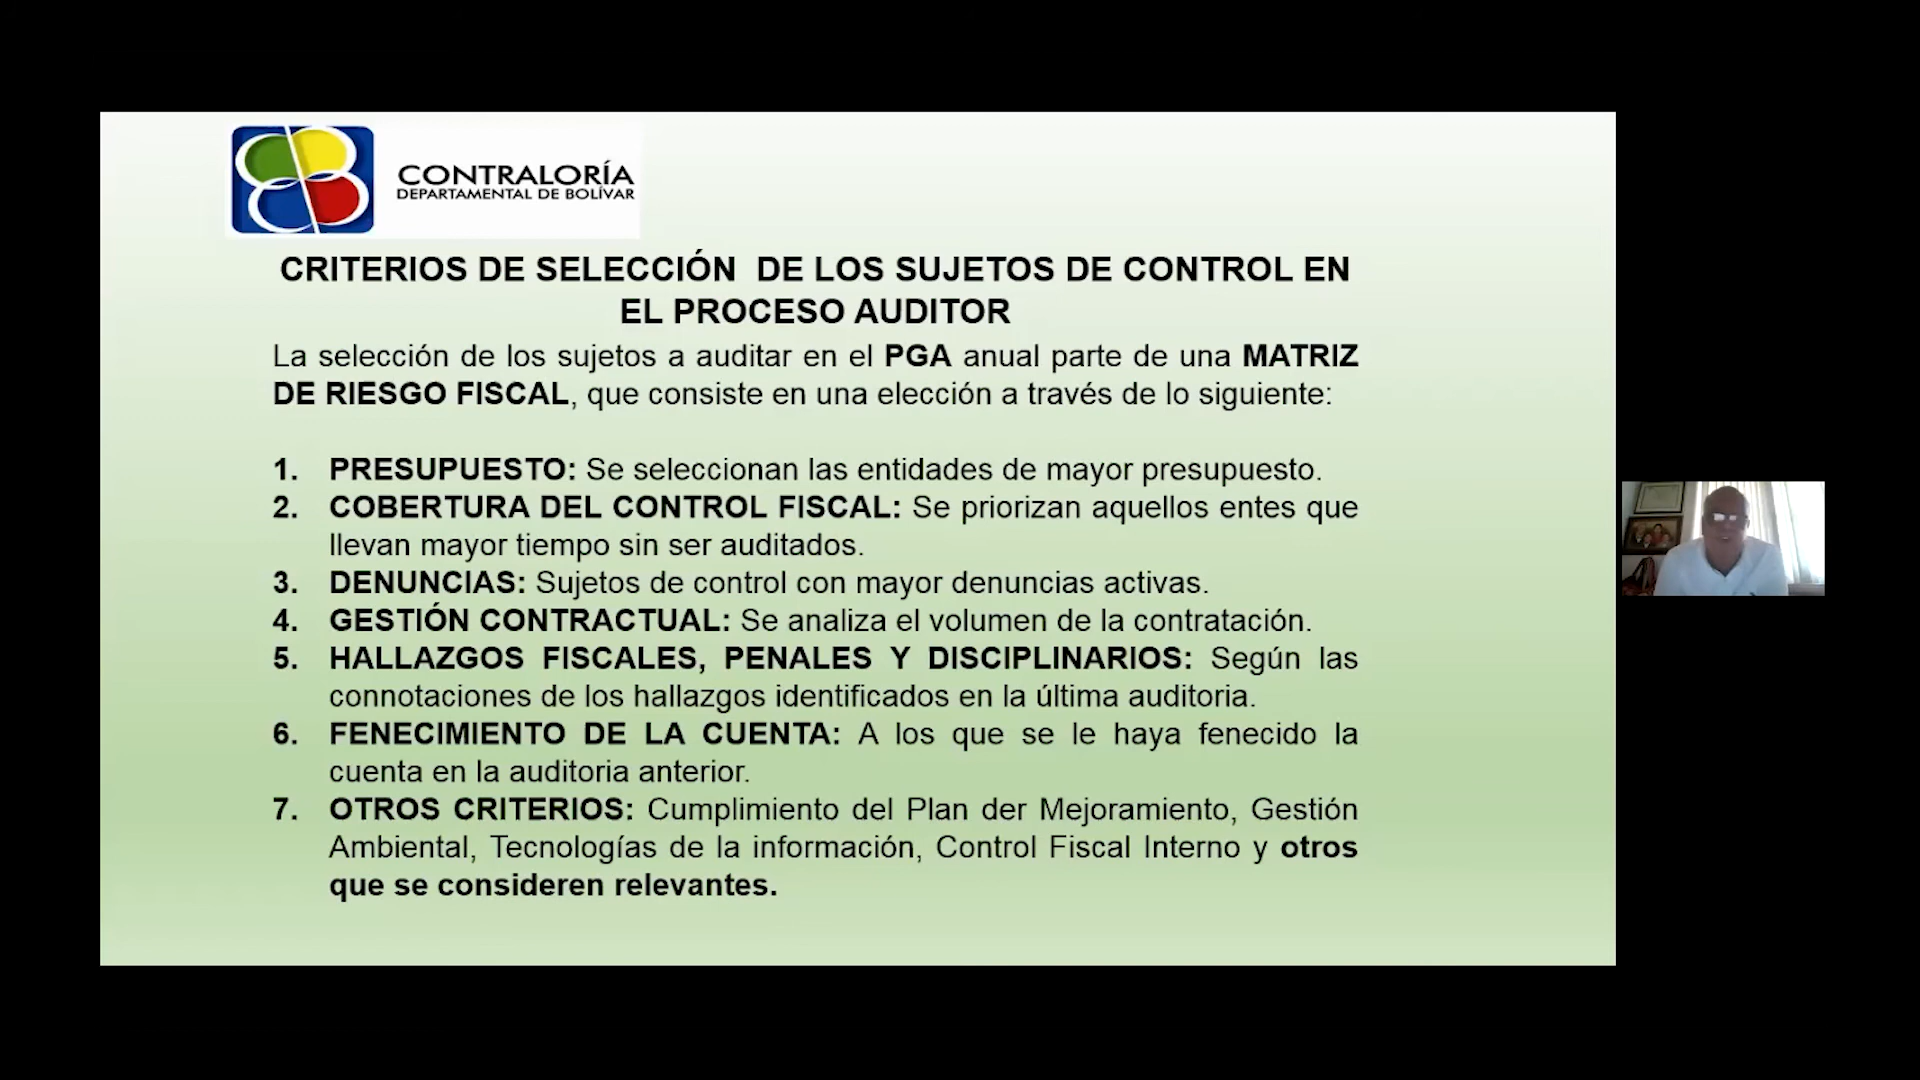 CONTRALORÍA
DEPARTAMENTAL DE BOLÍVAR
CRITERIOS DE SELECCIÓN DE LOS SUJETOS DE CONTROL EN
EL PROCESO AUDITOR
La selección de los sujetos a auditar en el PGA anual parte de una MATRIZ
DE RIESGO FISCAL, que consiste en una elección a través de lo siguiente:
1. PRESUPUESTO: Se seleccionan las entidades de mayor presupuesto.
2. COBERTURA DEL CONTROL FISCAL: Se priorizan aquellos entes que
llevan mayor tiempo sin ser auditados.
3. DENUNCIAS: Sujetos de control con mayor denuncias activas.
4. GESTIÓN CONTRACTUAL: Se analiza el volumen de la contratación.
5. HALLAZGOS FISCALES, PENALES Y DISCIPLINARIOS: Según las
connotaciones de los hallazgos identificados en la última auditoria.
6. FENECIMIENTO DE LA CUENTA: A los que se le haya fenecido la
cuenta en la auditoria anterior.
7. OTROS CRITERIOS: Cumplimiento del Plan der Mejoramiento, Gestión
Ambiental, Tecnologías de la información, Control Fiscal Interno y otros
que se consideren relevantes.